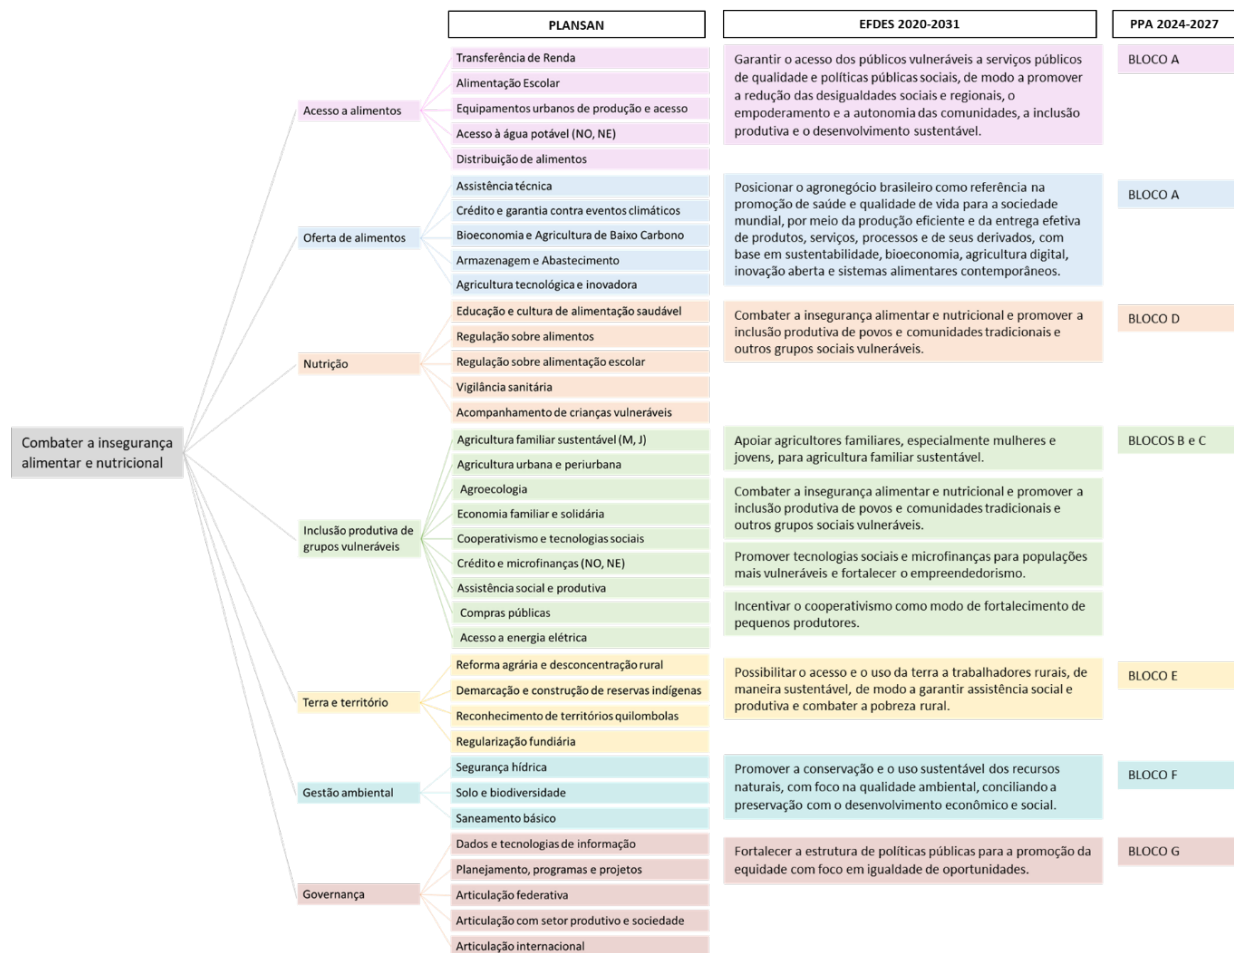 PLANSAN
EFDES 2020-2031
PPA 2024-2027
Combater a insegurança
alimentar e nutricional
Acesso a alimentos
Transferência de Renda
Alimentação Escolar
Equipamentos urbanos de produção e acesso
Acesso à água potável (NO, NE)
Distribuição de alimentos
Garantir o acesso dos públicos vulneráveis a serviços públicos
de qualidade e políticas públicas sociais, de modo a promover
a redução das desigualdades sociais e regionais, o
empoderamento e a autonomia das comunidades, a inclusão
produtiva e o desenvolvimento sustentável.
BLOCO A
Oferta de alimentos
Assistência técnica
Crédito e garantia contra eventos climáticos
Bioeconomia e Agricultura de Baixo Carbono
Armazenagem e Abastecimento
Agricultura tecnológica e inovadora
Posicionar o agronegócio brasileiro como referência na
promoção de saúde e qualidade de vida para a sociedade
mundial, por meio da produção eficiente e da entrega efetiva
de produtos, serviços, processos e de seus derivados, com
base em sustentabilidade, bioeconomia, agricultura digital,
inovação aberta e sistemas alimentares contemporâneos.
BLOCO A
Nutrição
Educação e cultura de alimentação saudável
Regulação sobre alimentos
Regulação sobre alimentação escolar
Vigilância sanitária
Acompanhamento de crianças vulneráveis
Combater a insegurança alimentar e nutricional e promover a
inclusão produtiva de povos e comunidades tradicionais e
outros grupos sociais vulneráveis.
BLOCO D
Inclusão produtiva de
grupos vulneráveis
Agricultura familiar sustentável (M, J)
Agricultura urbana e periurbana
Agroecologia
Economia familiar e solidária
Cooperativismo e tecnologias sociais
Crédito e microfinanças (NO, NE)
Assistência social e produtiva
Compras públicas
Acesso a energia elétrica
Apoiar agricultores familiares, especialmente mulheres e
jovens, para agricultura familiar sustentável.
Combater a insegurança alimentar e nutricional e promover a
inclusão produtiva de povos e comunidades tradicionais e
outros grupos sociais vulneráveis.
Promover tecnologias sociais e microfinanças para populações
mais vulneráveis e fortalecer o empreendedorismo.
Incentivar o cooperativismo como modo de fortalecimento de
pequenos produtores.
BLOCOS B e C
Terra e território
Reforma agrária e desconcentração rural
Demarcação e construção de reservas indígenas
Reconhecimento de territórios quilombolas
Regularização fundiária
Possibilitar o acesso e o uso da terra a trabalhadores rurais, de
maneira sustentável, de modo a garantir assistência social e
produtiva e combater a pobreza rural.
BLOCO E
Gestão ambiental
Segurança hídrica
Solo e biodiversidade
Saneamento básico
Promover a conservação e o uso sustentável dos recursos
naturais, com foco na qualidade ambiental, conciliando a
preservação com o desenvolvimento econômico e social.
BLOCO F
Governança
Dados e tecnologias de informação
Planejamento, programas e projetos
Articulação federativa
Articulação com setor produtivo e sociedade
Articulação internacional
Fortalecer a estrutura de políticas públicas para a promoção da
equidade com foco em igualdade de oportunidades.
BLOCO G